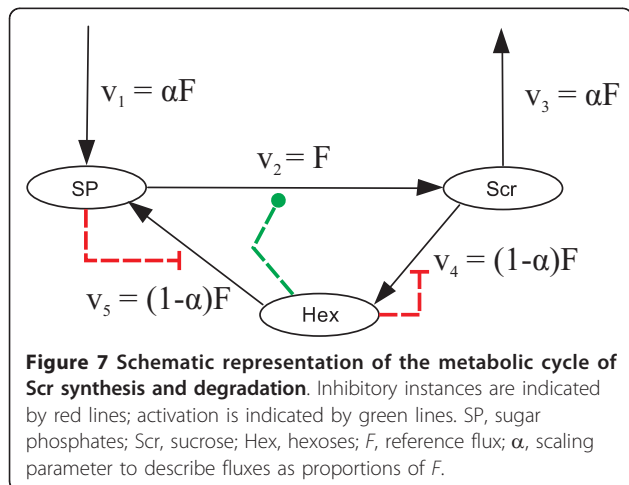 v₁ = αF
v₃ = αF
v₂ = F
SP
Scr
v₄ = (1-α)F
v₅ = (1-α)F
Hex
Figure 7 Schematic representation of the metabolic cycle of
Scr synthesis and degradation. Inhibitory instances are indicated
by red lines; activation is indicated by green lines. SP, sugar
phosphates; Scr, sucrose; Hex, hexoses; F, reference flux; α, scaling
parameter to describe fluxes as proportions of F.